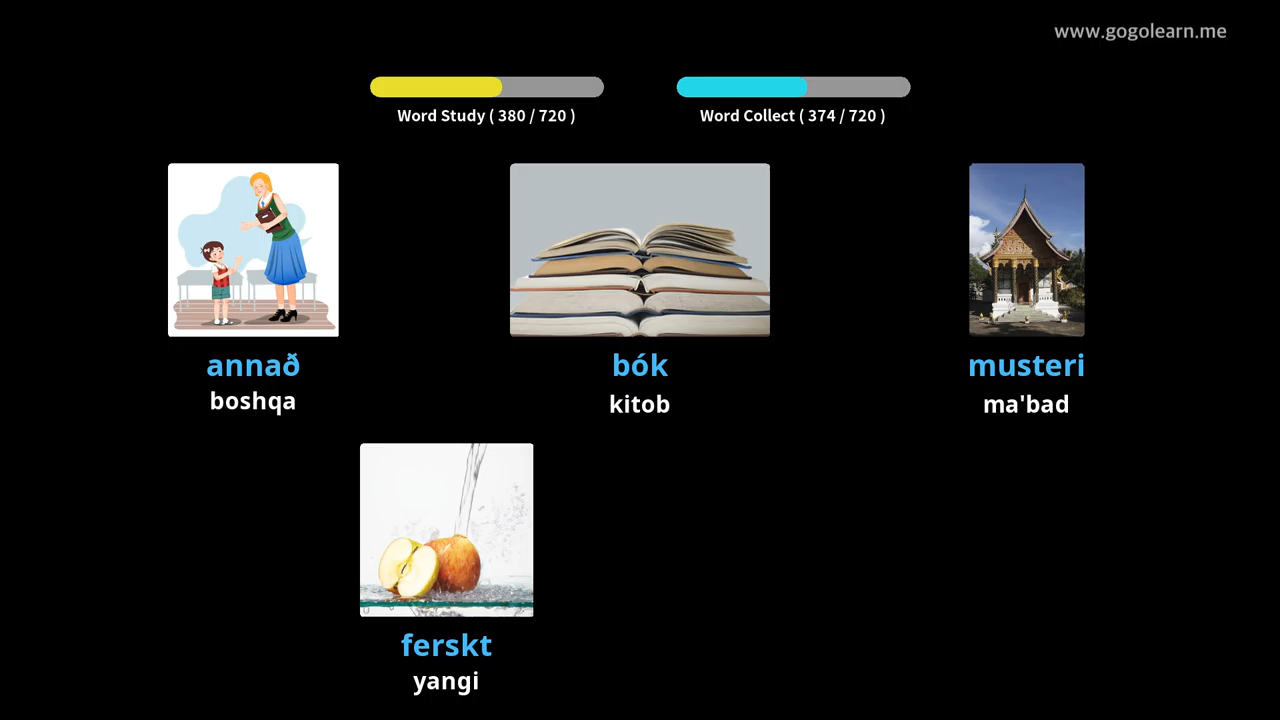 www.gogolearn.me
Word Study ( 380 / 720 )
Word Collect ( 374 / 720 )
annað
boshqa
bók
kitob
musteri
ma'bad
ferskt
yangi